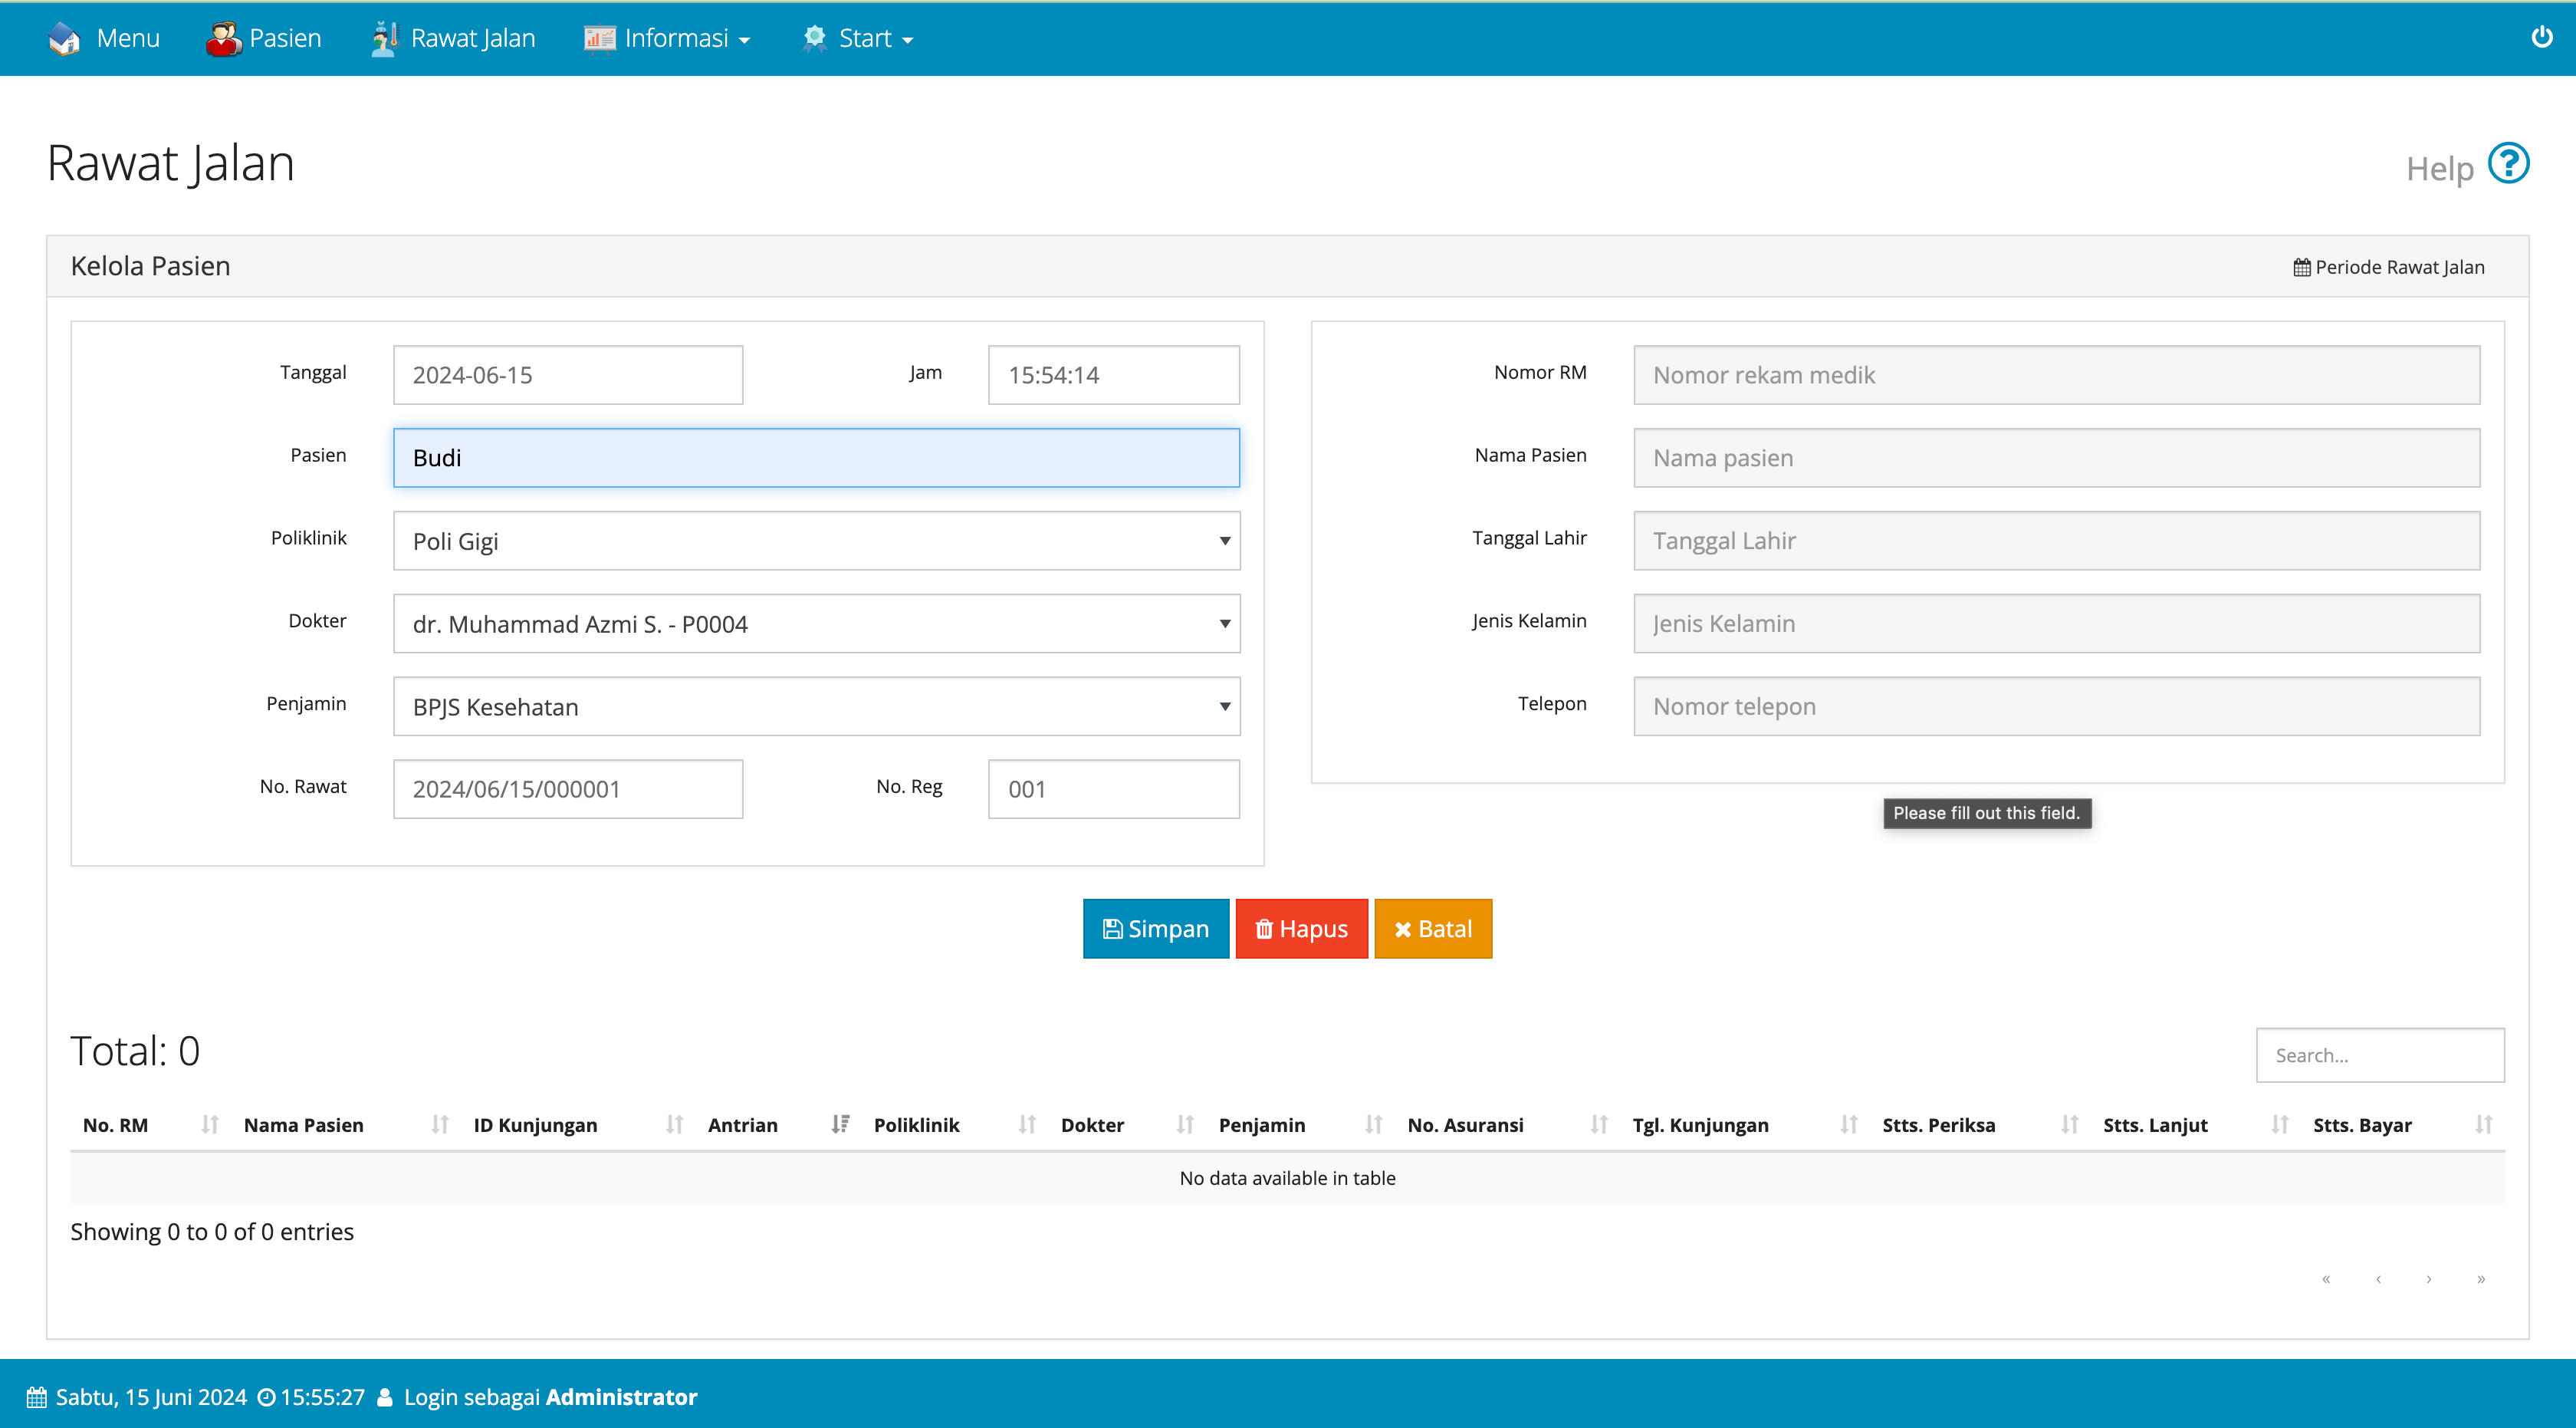 Menu Pasien Rawat Jalan Informasi Start
Rawat Jalan
Help
Kelola Pasien
Periode Rawat Jalan
Tanggal 2024-06-15 Jam 15:54:14
Pasien Budi
Poliklinik Poli Gigi
Dokter dr. Muhammad Azmi S. - P0004
Penjamin BPJS Kesehatan
No. Rawat 2024/06/15/000001 No. Reg 001
Nomor RM Nomor rekam medik
Nama Pasien Nama pasien
Tanggal Lahir Tanggal Lahir
Jenis Kelamin Jenis Kelamin
Telepon Nomor telepon
Please fill out this field.
Simpan Hapus Batal
Total: 0
Search...
No. RM Nama Pasien ID Kunjungan Antrian Poliklinik Dokter Penjamin No. Asuransi Tgl. Kunjungan Stts. Periksa Stts. Lanjut Stts. Bayar
No data available in table
Showing 0 to 0 of 0 entries
« ‹ › »
Sabtu, 15 Juni 2024 15:55:27 Login sebagai Administrator